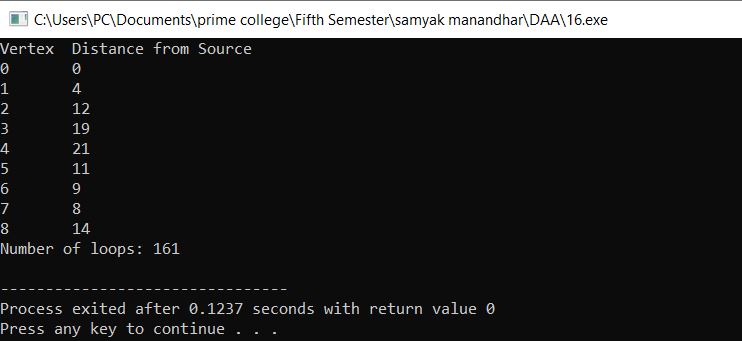 C:\Users\PC\Documents\prime college\Fifth Semester\samyak manandhar\DAA\16.exe
Vertex  Distance from Source
0       0
1       4
2       12
3       19
4       21
5       11
6       9
7       8
8       14
Number of loops: 161
--------------------------------
Process exited after 0.1237 seconds with return value 0
Press any key to continue . . .